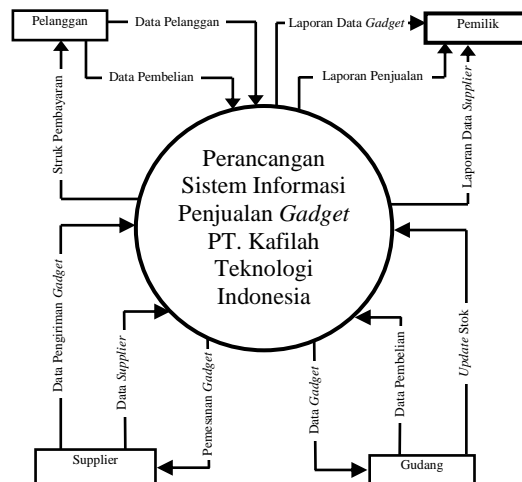 Pelanggan
Data Pelanggan
Laporan Data Gadget
Pemilik
Data Pembelian
Laporan Penjualan
Struk Pembayaran
Laporan Data Supplier
Perancangan
Sistem Informasi
Penjualan Gadget
PT. Kafilah
Teknologi
Indonesia
Data Pengiriman Gadget
Data Supplier
Pemesanan Gadget
Data Gadget
Data Pembelian
Update Stok
Supplier
Gudang